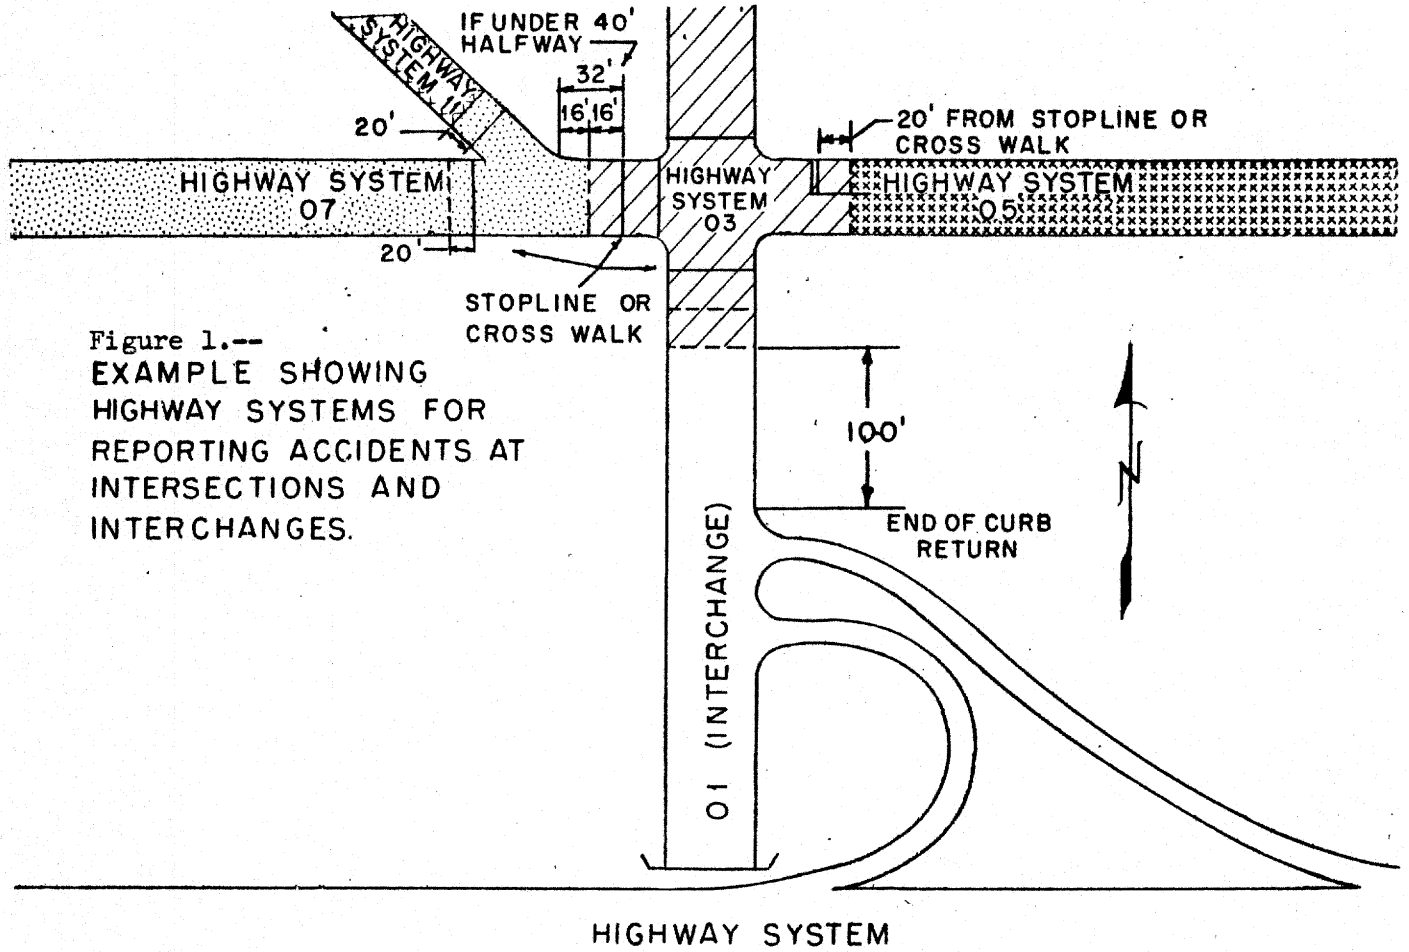 HIGHWAY
SYSTEM 11
IF UNDER 40'
HALFWAY
32'
16' 16'
20'
20' FROM STOPLINE OR
CROSS WALK
HIGHWAY SYSTEM
07
HIGHWAY
SYSTEM
03
HIGHWAY SYSTEM
05
20'
STOPLINE OR
CROSS WALK
Figure 1.--
EXAMPLE SHOWING
HIGHWAY SYSTEMS FOR
REPORTING ACCIDENTS AT
INTERSECTIONS AND
INTERCHANGES.
100'
N
END OF CURB
RETURN
01 (INTERCHANGE)
HIGHWAY SYSTEM